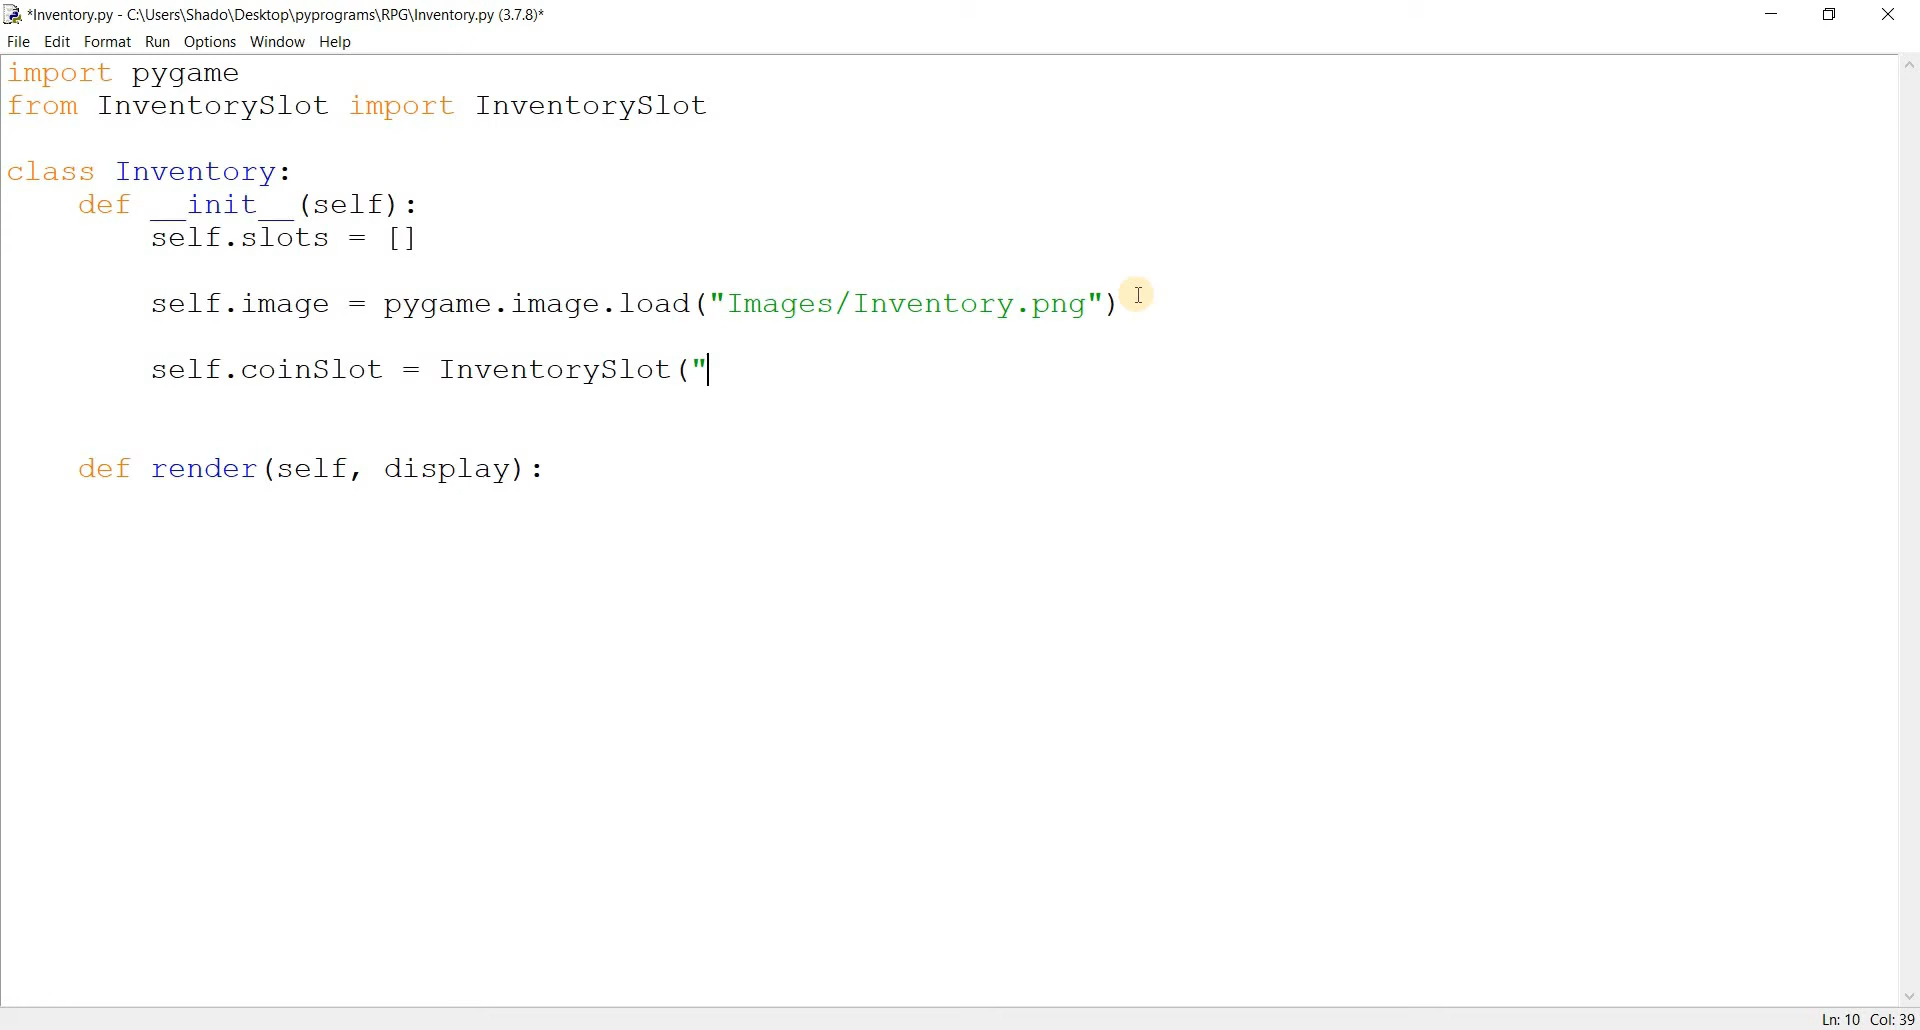 *Inventory.py - C:\Users\Shado\Desktop\pyprograms\RPG\Inventory.py (3.7.8)*
File Edit Format Run Options Window Help
import pygame
from InventorySlot import InventorySlot
class Inventory:
    def __init__(self):
        self.slots = []
        self.image = pygame.image.load("Images/Inventory.png")
        self.coinSlot = InventorySlot("
    def render(self, display):
Ln: 10 Col: 39